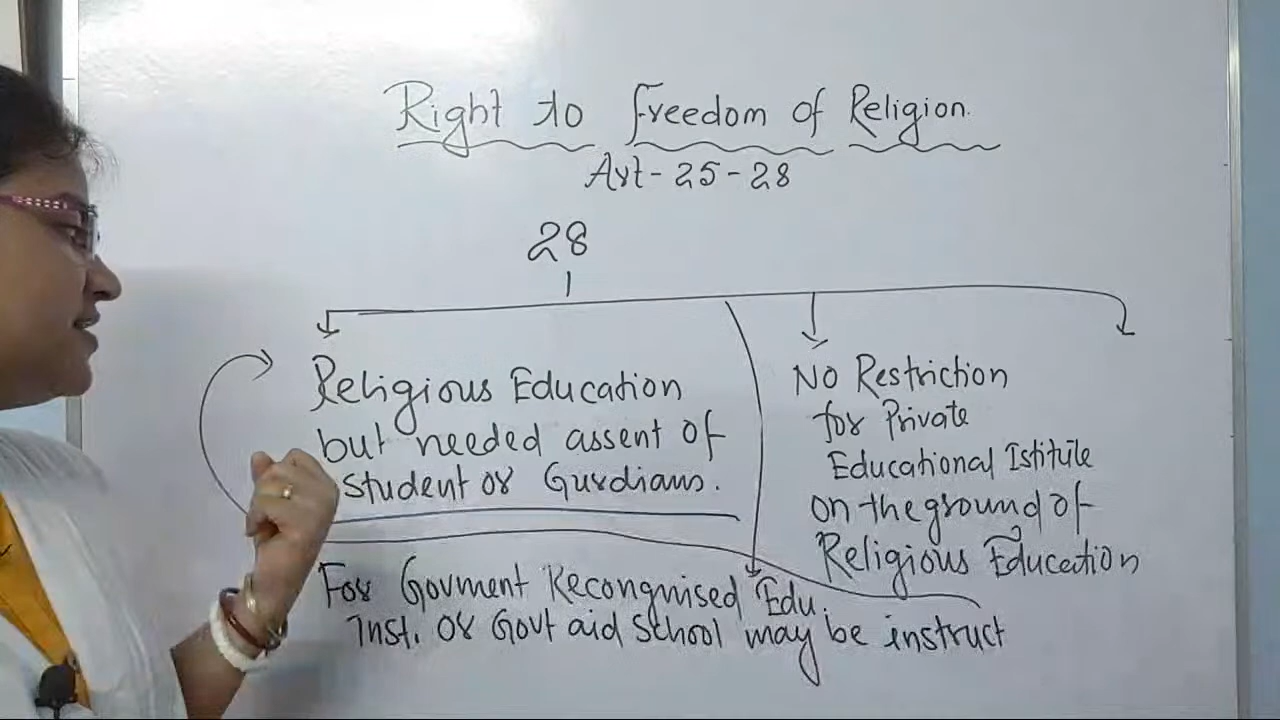 Right to Freedom of Religion.
Art-25-28
28
Religious Education
but needed assent of
student or Gurdians.
No Restriction
for Private
Educational Istitute
on the ground of
Religious Education
For Govment Recongnised Edu.
Inst. or Govt aid School may be instruct